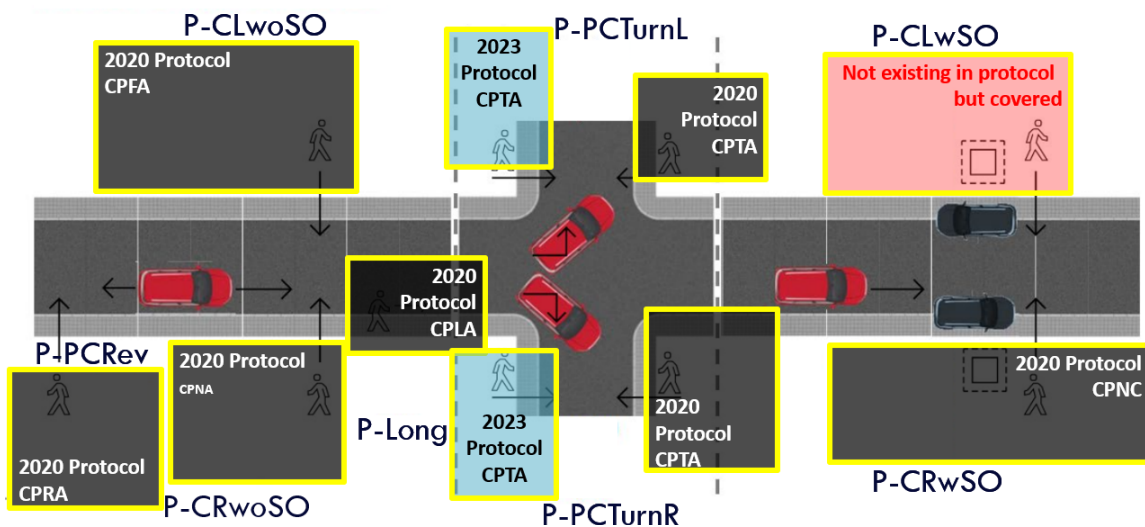 P-CLwoSO
2020 Protocol
CPFA
2023
Protocol
CPTA
P-PCTurnL
2020
Protocol
CPTA
P-CLwSO
Not existing in protocol
but covered
2020
Protocol
CPLA
P-PCRev
2020 Protocol
CPRA
2020 Protocol
CPNA
P-CRwoSO
P-Long
2023
Protocol
CPTA
2020
Protocol
CPTA
P-PCTurnR
2020 Protocol
CPNC
P-CRwSO